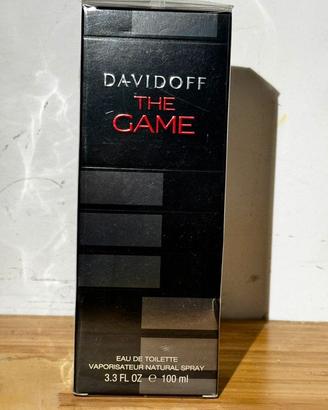 DAVIDOFF
THE
GAME
EAU DE TOILETTE
VAPORISATEUR NATURAL SPRAY
3.3 FL OZ ℮ 100 ml